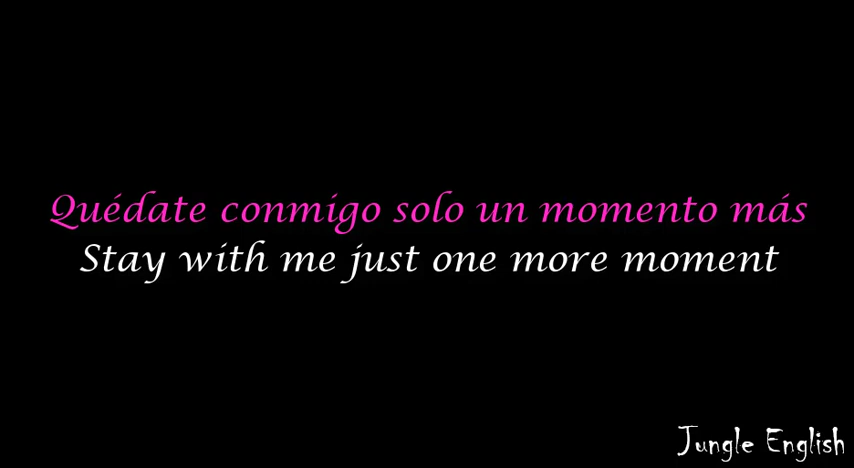 Quédate conmigo solo un momento más
Stay with me just one more moment
Jungle English